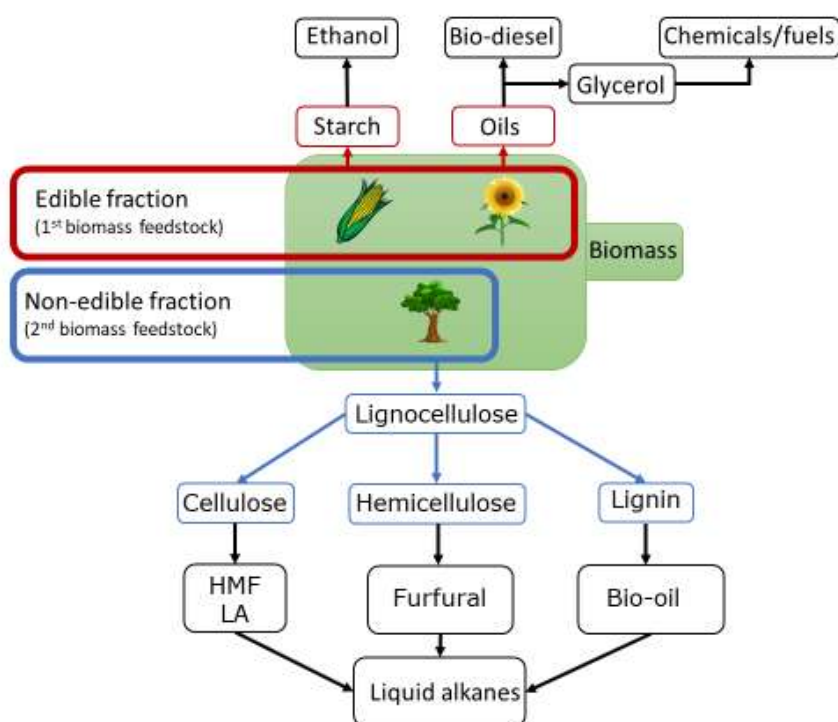 Ethanol
Bio-diesel
Chemicals/fuels
Glycerol
Starch
Oils
Edible fraction
(1st biomass feedstock)
Biomass
Non-edible fraction
(2nd biomass feedstock)
Lignocellulose
Cellulose
Hemicellulose
Lignin
HMF
LA
Furfural
Bio-oil
Liquid alkanes